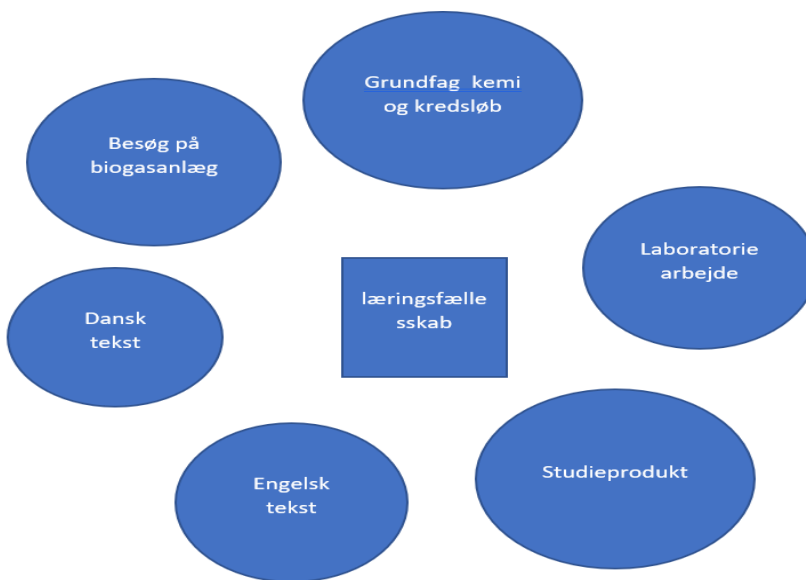 Grundfag  kemi
og kredsløb
Besøg på
biogasanlæg
Laboratorie
arbejde
læringsfælle
sskab
Dansk
tekst
Studieprodukt
Engelsk
tekst